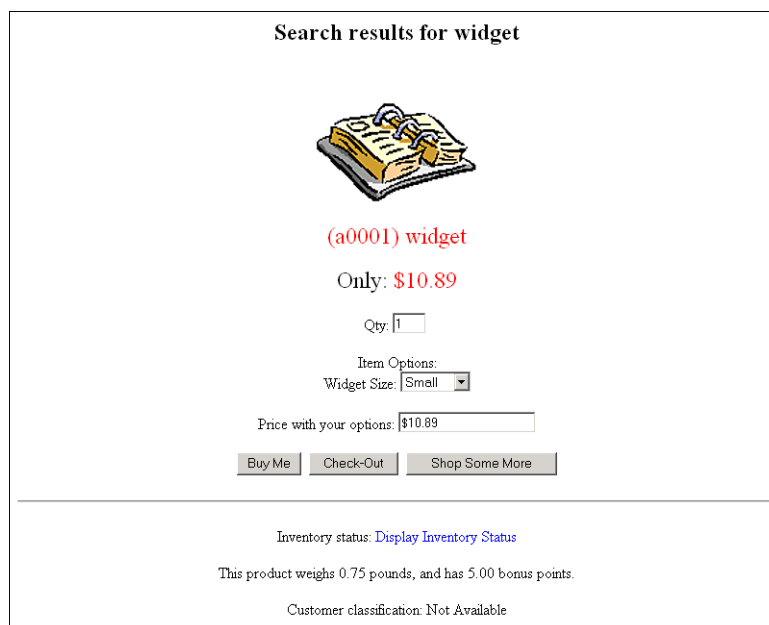 Search results for widget
(a0001) widget
Only: $10.89
Qty: 1
Item Options:
Widget Size: Small
Price with your options: $10.89
Buy Me Check-Out Shop Some More
Inventory status: Display Inventory Status
This product weighs 0.75 pounds, and has 5.00 bonus points.
Customer classification: Not Available